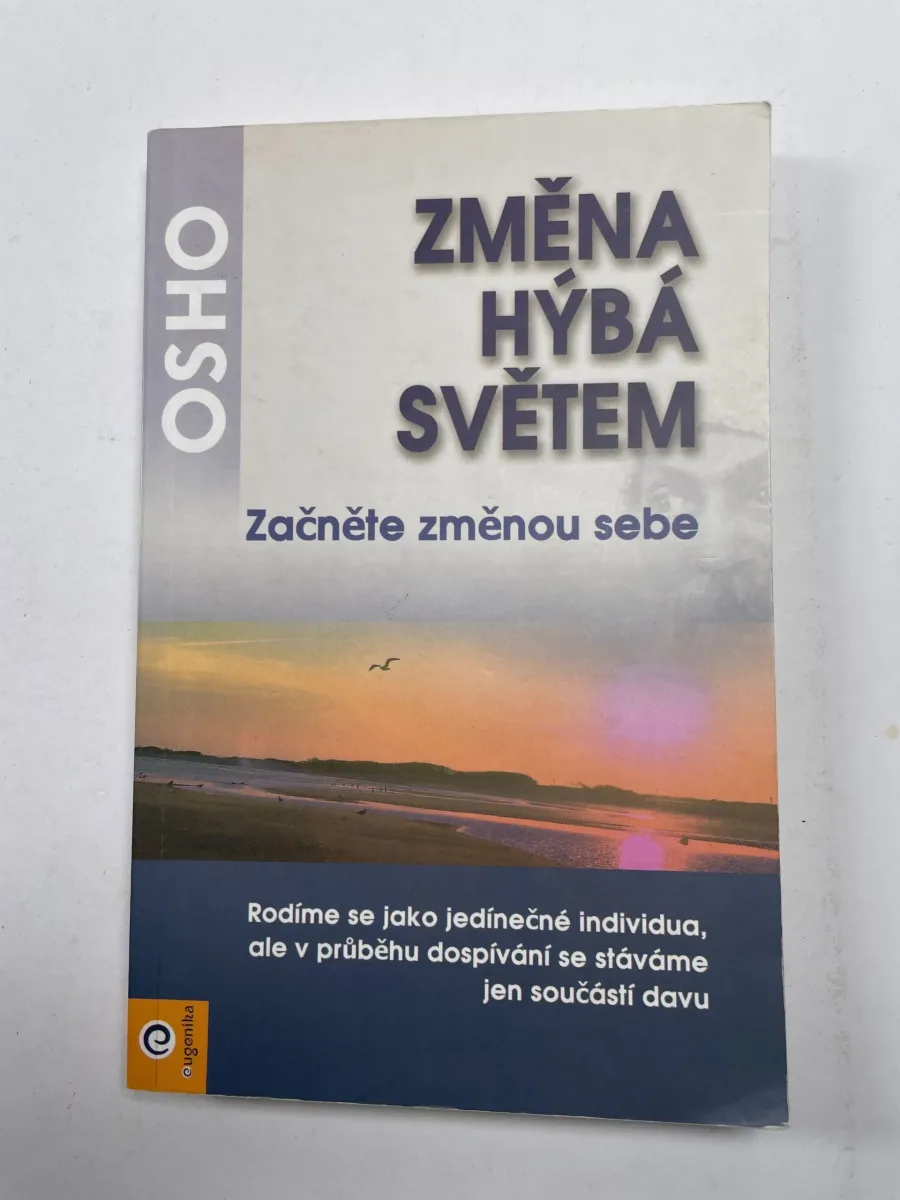 OSHO
ZMĚNA
HÝBÁ
SVĚTEM
Začněte změnou sebe
Rodíme se jako jedínečné individua,
ale v průběhu dospívání se stáváme
jen součástí davu
eugenika